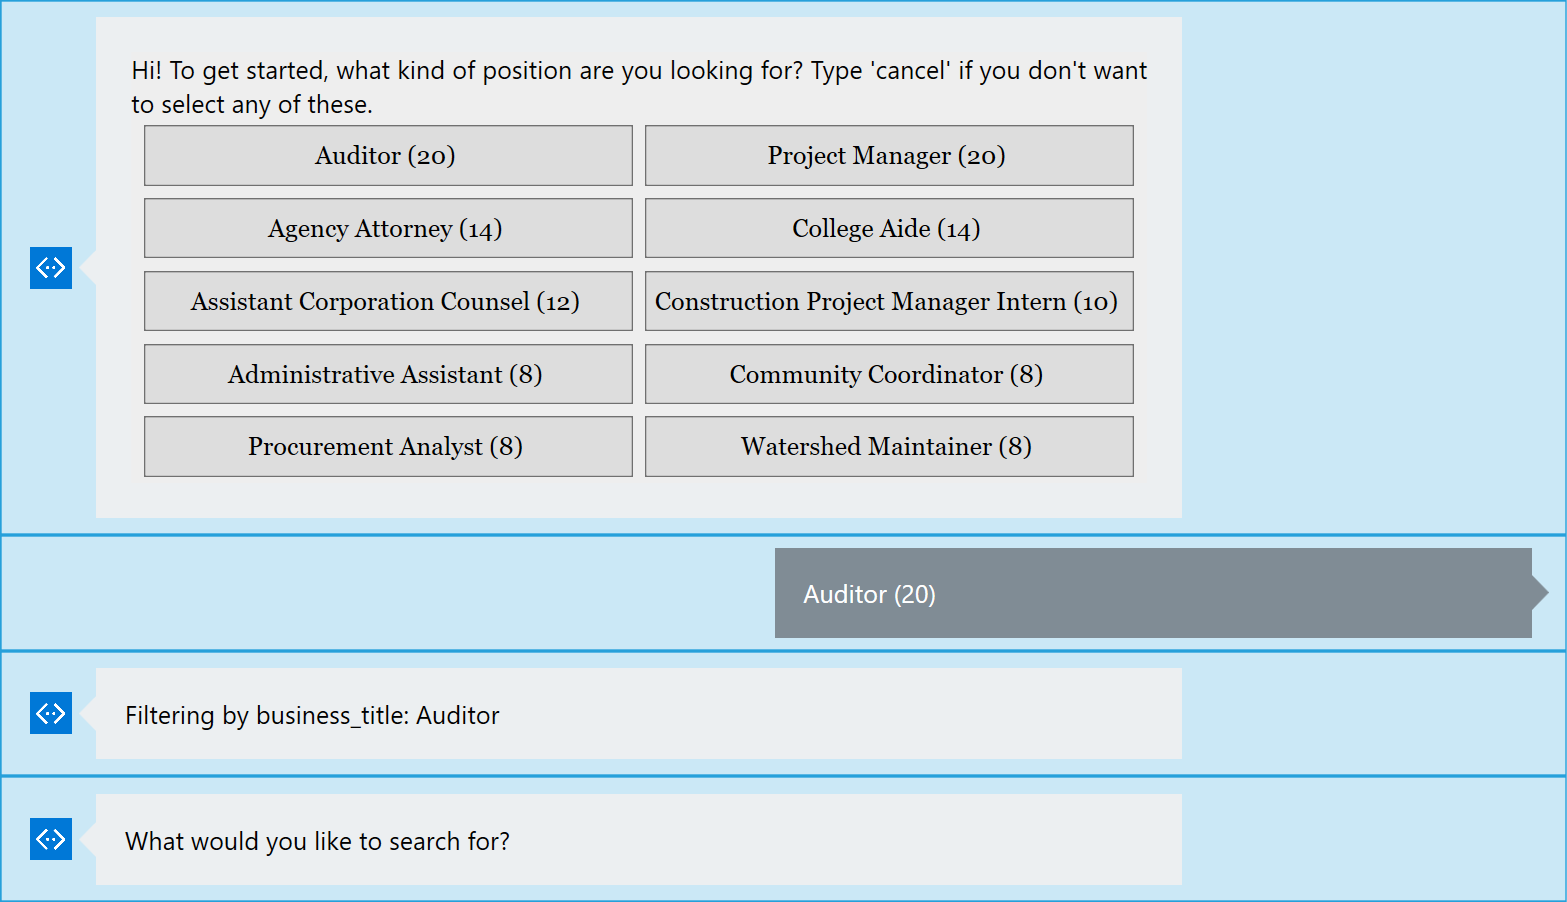 Hi! To get started, what kind of position are you looking for? Type 'cancel' if you don't want
to select any of these.
Auditor (20)
Project Manager (20)
Agency Attorney (14)
College Aide (14)
Assistant Corporation Counsel (12)
Construction Project Manager Intern (10)
Administrative Assistant (8)
Community Coordinator (8)
Procurement Analyst (8)
Watershed Maintainer (8)
Auditor (20)
Filtering by business_title: Auditor
What would you like to search for?